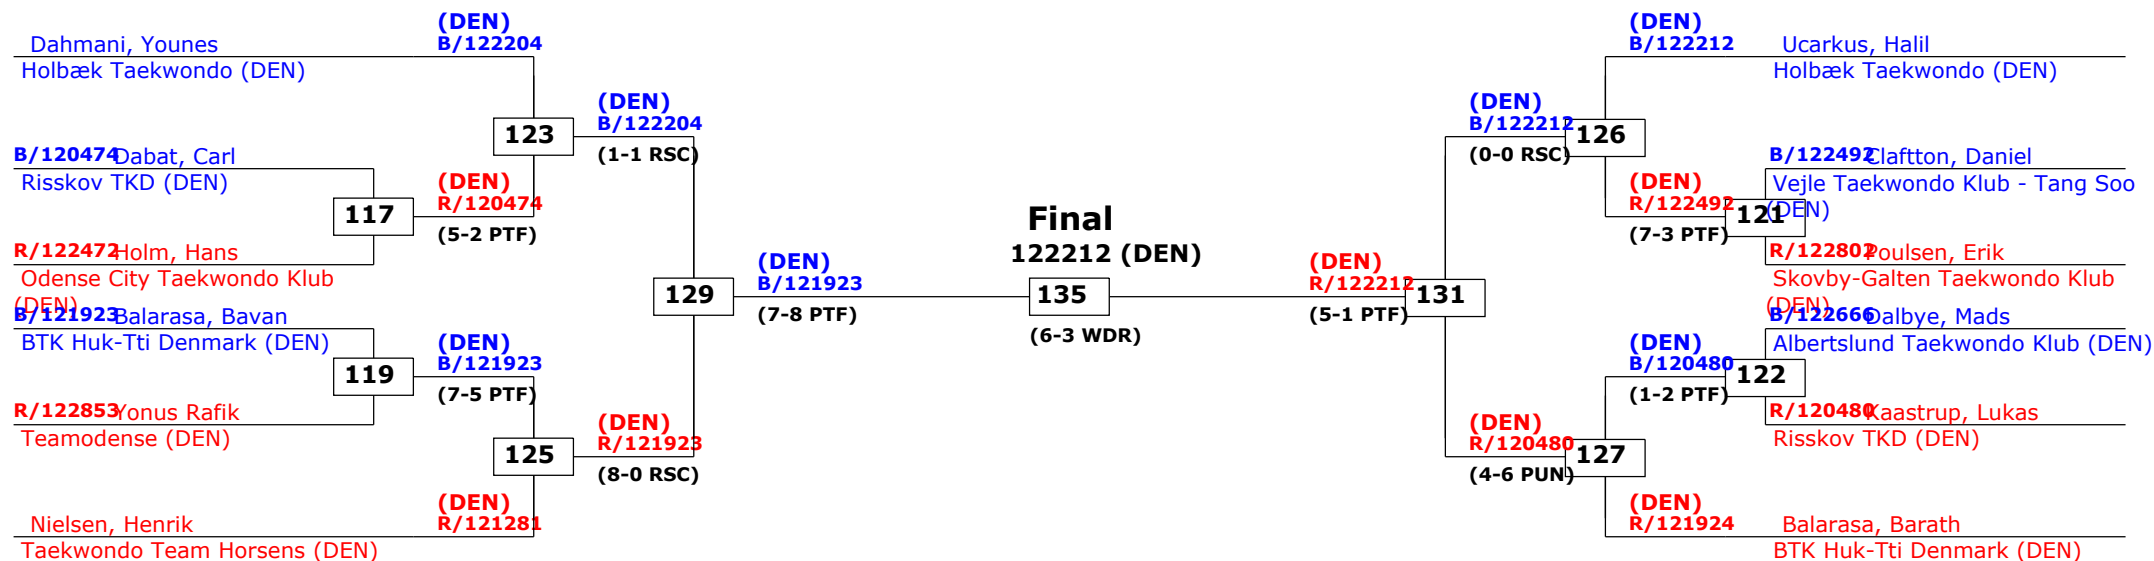 (DEN)
B/122204
Dahmani, Younes
Holbæk Taekwondo (DEN)
(DEN)
B/122204
123
(1-1 RSC)
B/120474 Dabat, Carl
Risskov TKD (DEN)
(DEN)
R/120474
117
(5-2 PTF)
R/122472 Holm, Hans
Odense City Taekwondo Klub
(DEN)
(DEN)
B/121923
129
(7-8 PTF)
B/121923 Balarasa, Bavan
BTK Huk-Tti Denmark (DEN)
(DEN)
B/121923
119
(7-5 PTF)
R/122853 Yonus Rafik
Teamodense (DEN)
(DEN)
R/121923
125
(8-0 RSC)
(DEN)
R/121281
Nielsen, Henrik
Taekwondo Team Horsens (DEN)
Final
122212 (DEN)
135
(6-3 WDR)
(DEN)
B/122212
Ucarkus, Halil
Holbæk Taekwondo (DEN)
(DEN)
B/122212
126
(0-0 RSC)
B/122492 Claftton, Daniel
Vejle Taekwondo Klub - Tang Soo
(DEN)
(DEN)
R/122492
121
(7-3 PTF)
R/122802 Poulsen, Erik
Skovby-Galten Taekwondo Klub
(DEN)
(DEN)
R/122212
131
(5-1 PTF)
B/122666 Dalbye, Mads
Albertslund Taekwondo Klub (DEN)
(DEN)
B/120480
122
(1-2 PTF)
R/120480 Kaastrup, Lukas
Risskov TKD (DEN)
(DEN)
R/120480
127
(4-6 PUN)
(DEN)
R/121924
Balarasa, Barath
BTK Huk-Tti Denmark (DEN)